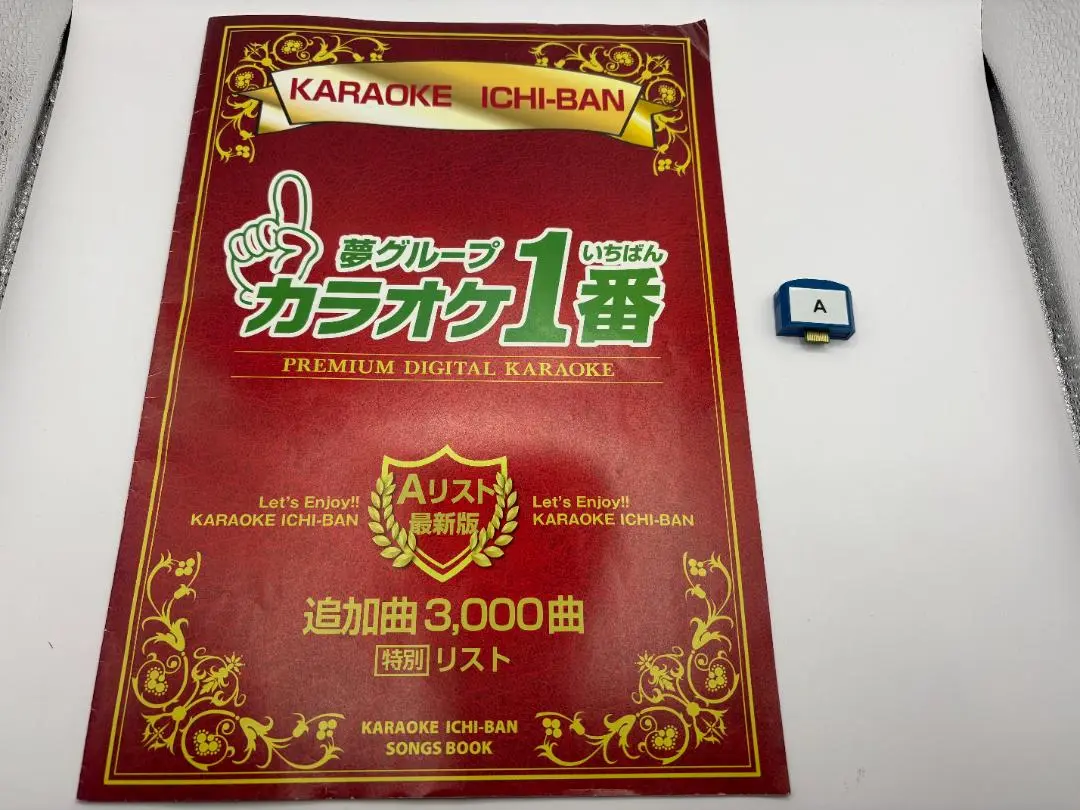 KARAOKE ICHI-BAN
夢グループ
いちばん
カラオケ1番
PREMIUM DIGITAL KARAOKE
Let's Enjoy!!
KARAOKE ICHI-BAN
Aリスト
最新版
Let's Enjoy!!
KARAOKE ICHI-BAN
追加曲3,000曲
特別リスト
KARAOKE ICHI-BAN
SONGS BOOK
A